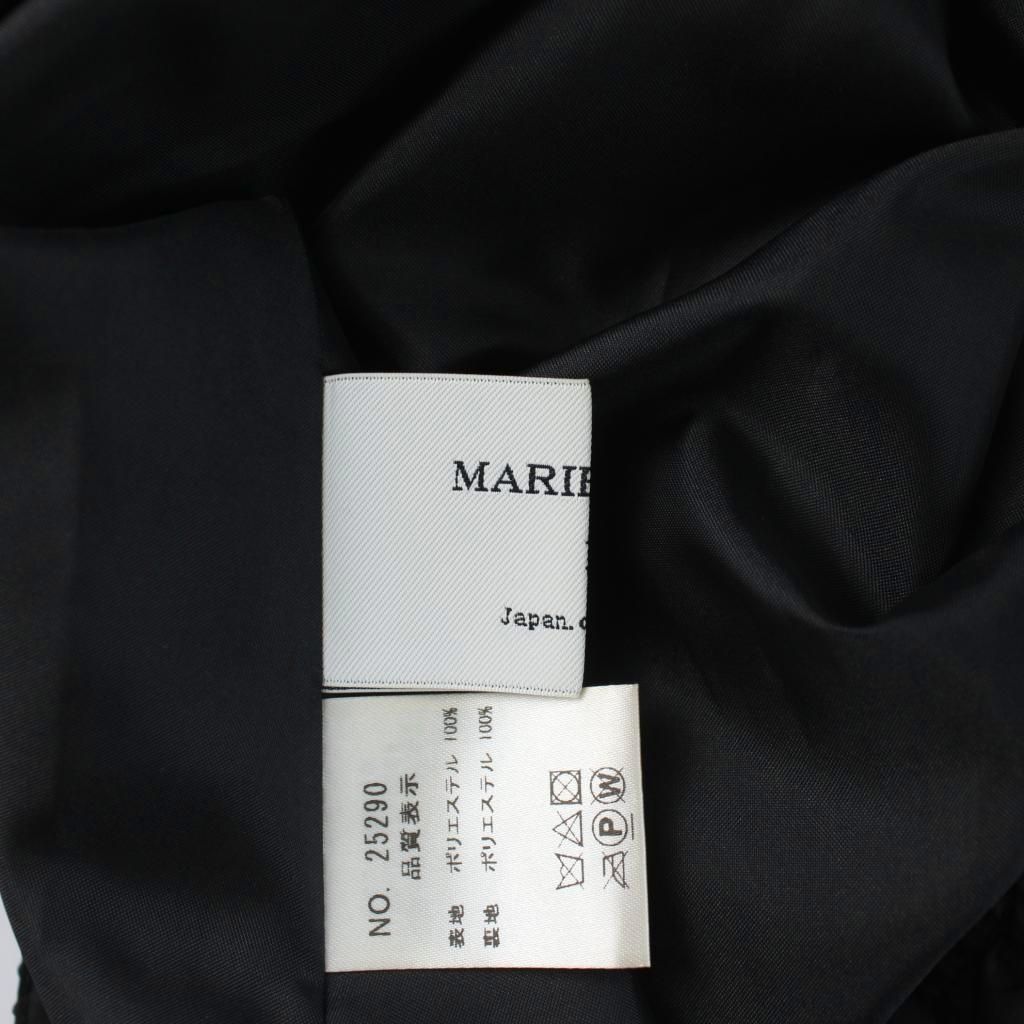 MARIE
Japan.
NO. 25290
品質表示
表地 ポリエステル 100%
裏地 ポリエステル 100%
P W